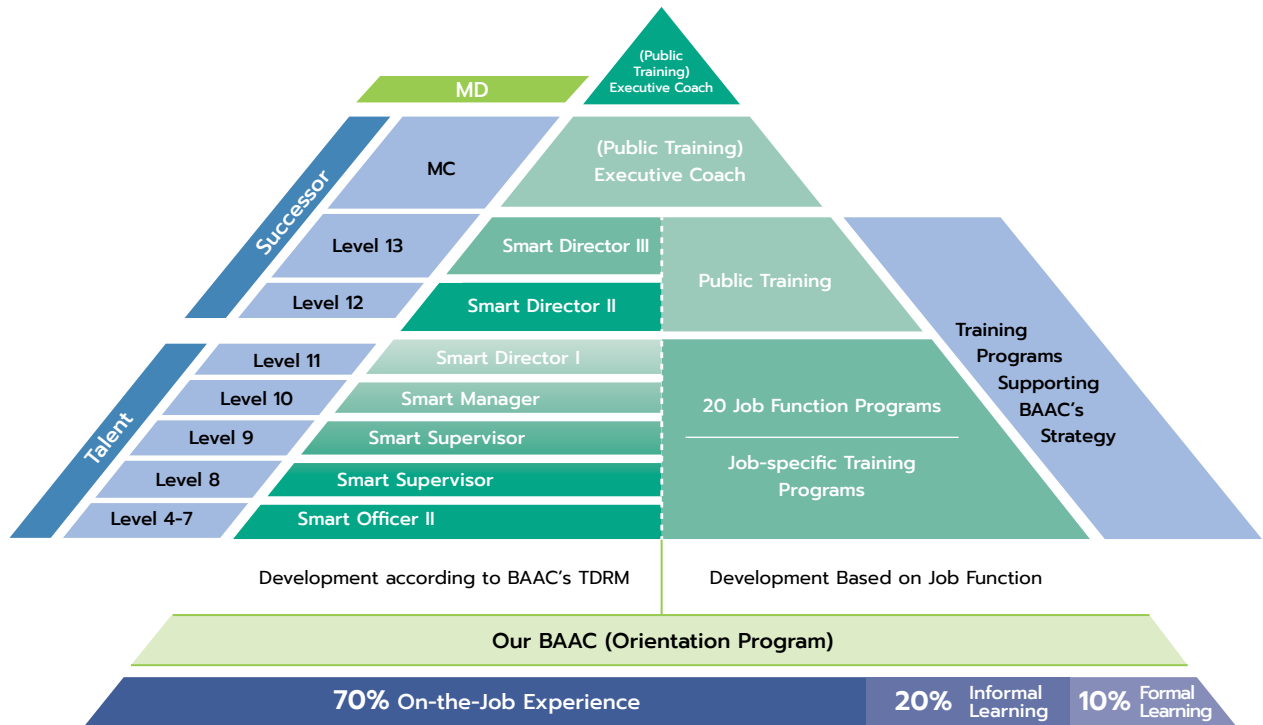 (Public
Training)
Executive Coach
MD
Successor
MC
(Public Training)
Executive Coach
Level 13
Smart Director III
Public Training
Level 12
Smart Director II
Training
Programs
Supporting
BAAC's
Strategy
Talent
Level 11
Smart Director I
Level 10
Smart Manager
Level 9
Smart Supervisor
Level 8
Smart Supervisor
Level 4-7
Smart Officer II
20 Job Function Programs
Job-specific Training
Programs
Development according to BAAC's TDRM
Development Based on Job Function
Our BAAC (Orientation Program)
70% On-the-Job Experience
20% Informal
Learning
10% Formal
Learning